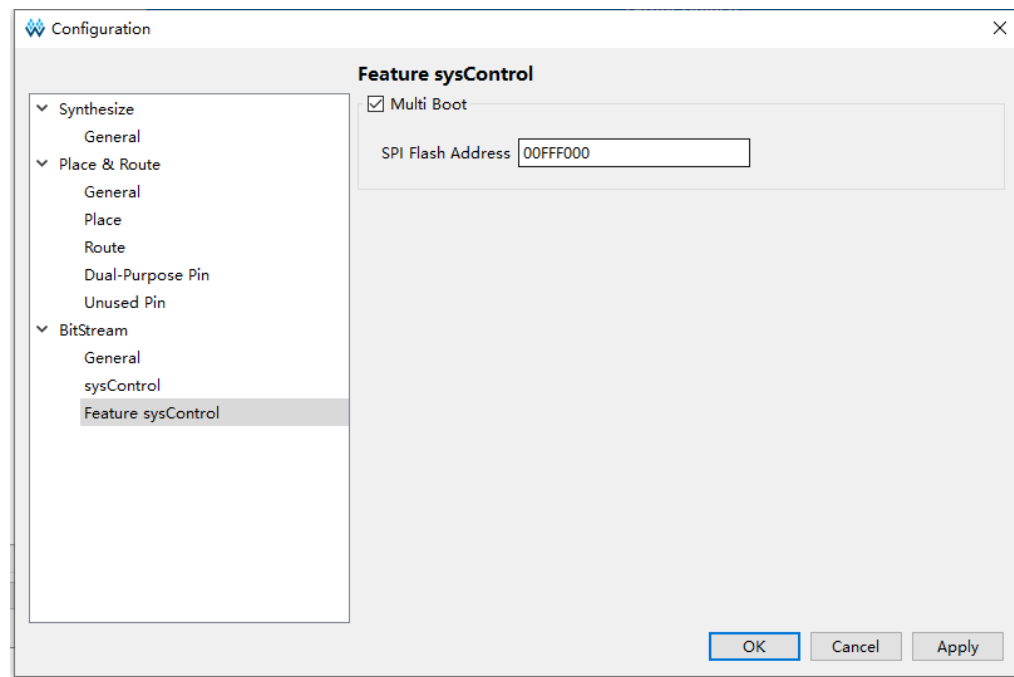 Configuration
Feature sysControl
Synthesize
General
Place & Route
General
Place
Route
Dual-Purpose Pin
Unused Pin
BitStream
General
sysControl
Feature sysControl
Multi Boot
SPI Flash Address 00FFF000
OK Cancel Apply